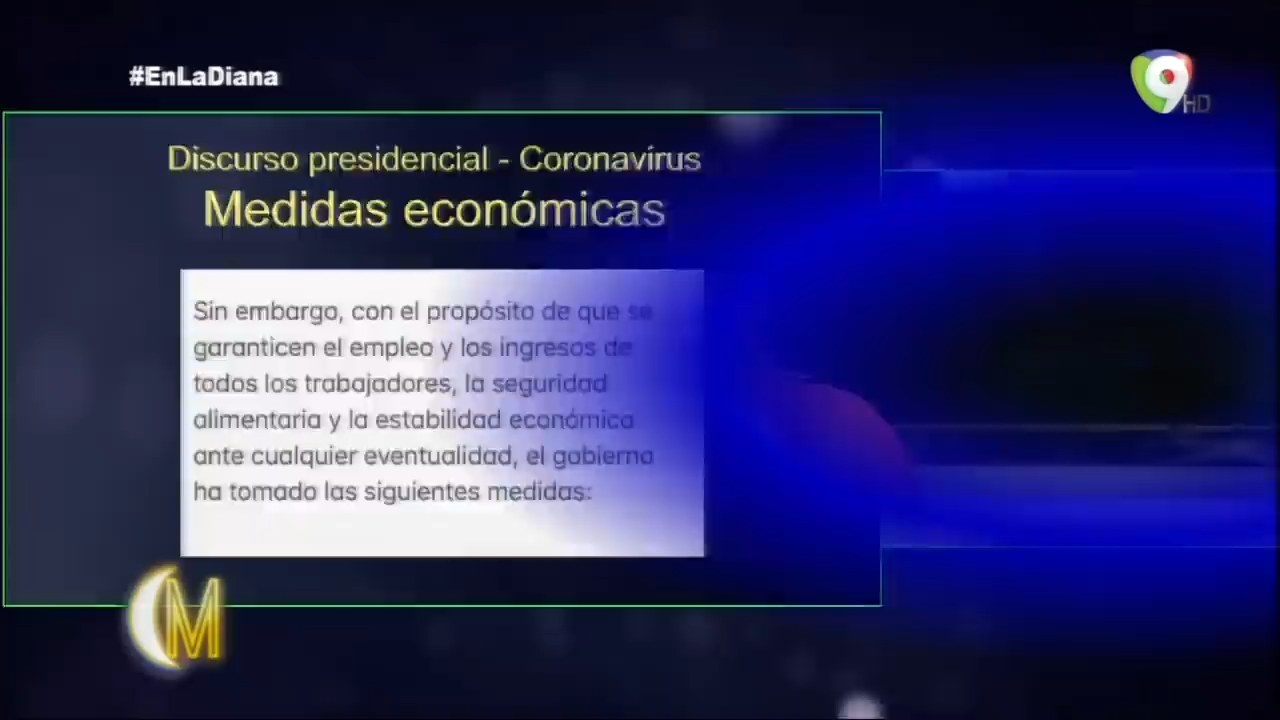 #EnLaDiana
9 HD
Discurso presidencial - Coronavírus
Medidas económicas
Sin embargo, con el propósito de que se
garanticen el empleo y los ingresos de
todos los trabajadores, la seguridad
alimentaria y la estabilidad económica
ante cualquier eventualidad, el gobierno
ha tomado las siguientes medidas:
M